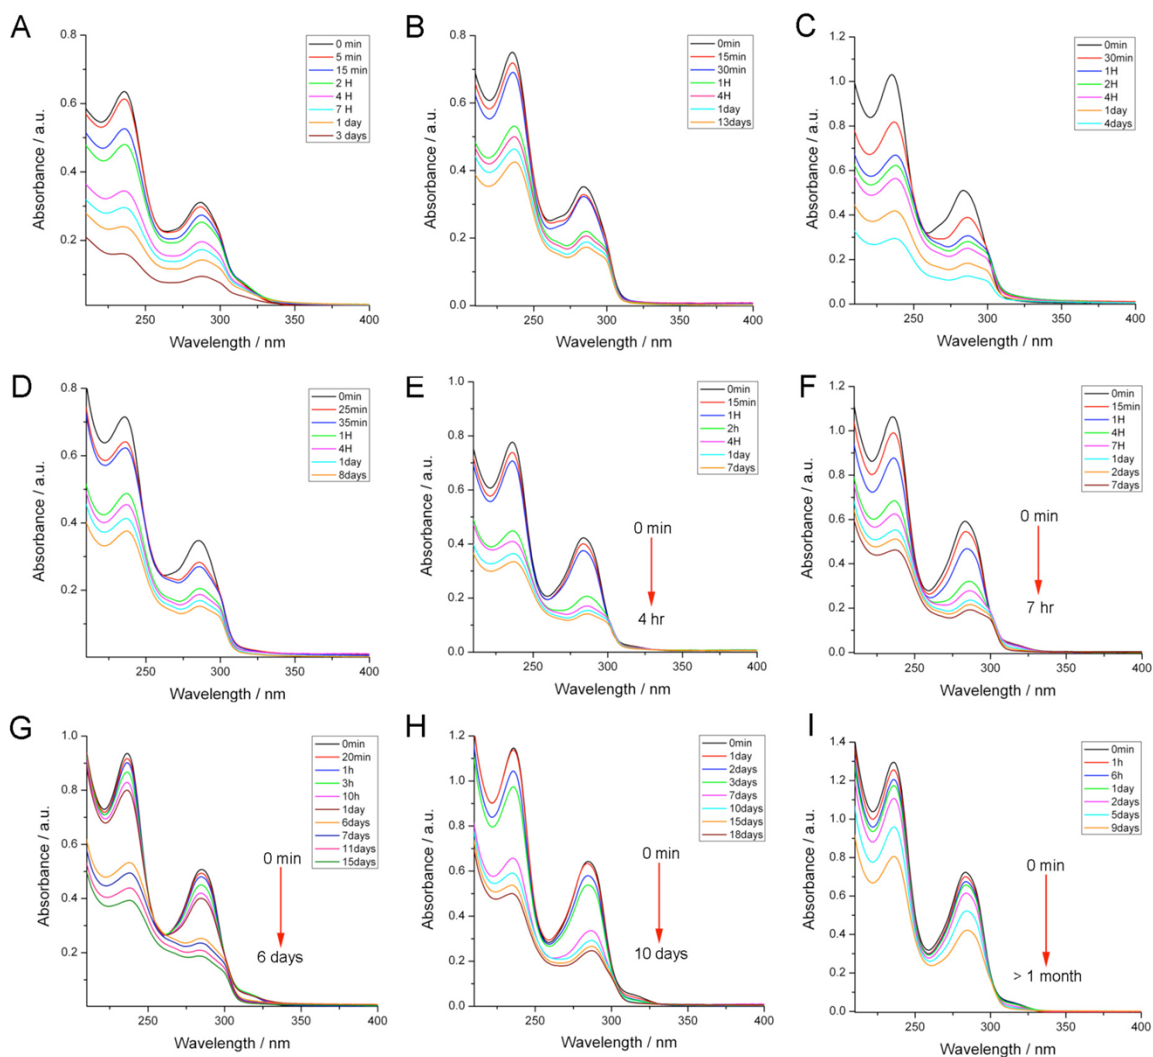 A
Absorbance / a.u.
0.8
0.6
0.4
0.2
250
300
350
400
Wavelength / nm
0 min
5 min
15 min
2 H
4 H
7 H
1 day
3 days
B
Absorbance / a.u.
0.8
0.6
0.4
0.2
0.0
250
300
350
400
Wavelength / nm
0min
15min
30min
1H
4H
1day
13days
C
Absorbance / a.u.
1.2
1.0
0.8
0.6
0.4
0.2
0.0
250
300
350
400
Wavelength / nm
0min
30min
1H
2H
4H
1day
4days
D
Absorbance / a.u.
0.8
0.6
0.4
0.2
0.0
250
300
350
400
Wavelength / nm
0min
25min
35min
1H
4H
1day
8days
E
Absorbance / a.u.
1.0
0.8
0.6
0.4
0.2
0.0
250
300
350
400
Wavelength / nm
0min
15min
1H
2h
4H
1day
7days
0 min
4 hr
F
Absorbance / a.u.
1.2
1.0
0.8
0.6
0.4
0.2
0.0
250
300
350
400
Wavelength / nm
0min
15min
1H
4H
7H
1day
2days
7days
0 min
7 hr
G
Absorbance / a.u.
1.0
0.8
0.6
0.4
0.2
250
300
350
400
Wavelength / nm
0min
20min
1h
3h
10h
1day
6days
7days
11days
15days
0 min
6 days
H
Absorbance / a.u.
1.2
1.0
0.8
0.6
0.4
0.2
0.0
250
300
350
400
Wavelength / nm
0min
1day
2days
3days
7days
10days
15days
18days
0 min
10 days
I
Absorbance / a.u.
1.4
1.2
1.0
0.8
0.6
0.4
0.2
0.0
250
300
350
400
Wavelength / nm
0min
1h
6h
1day
2days
5days
9days
0 min
> 1 month